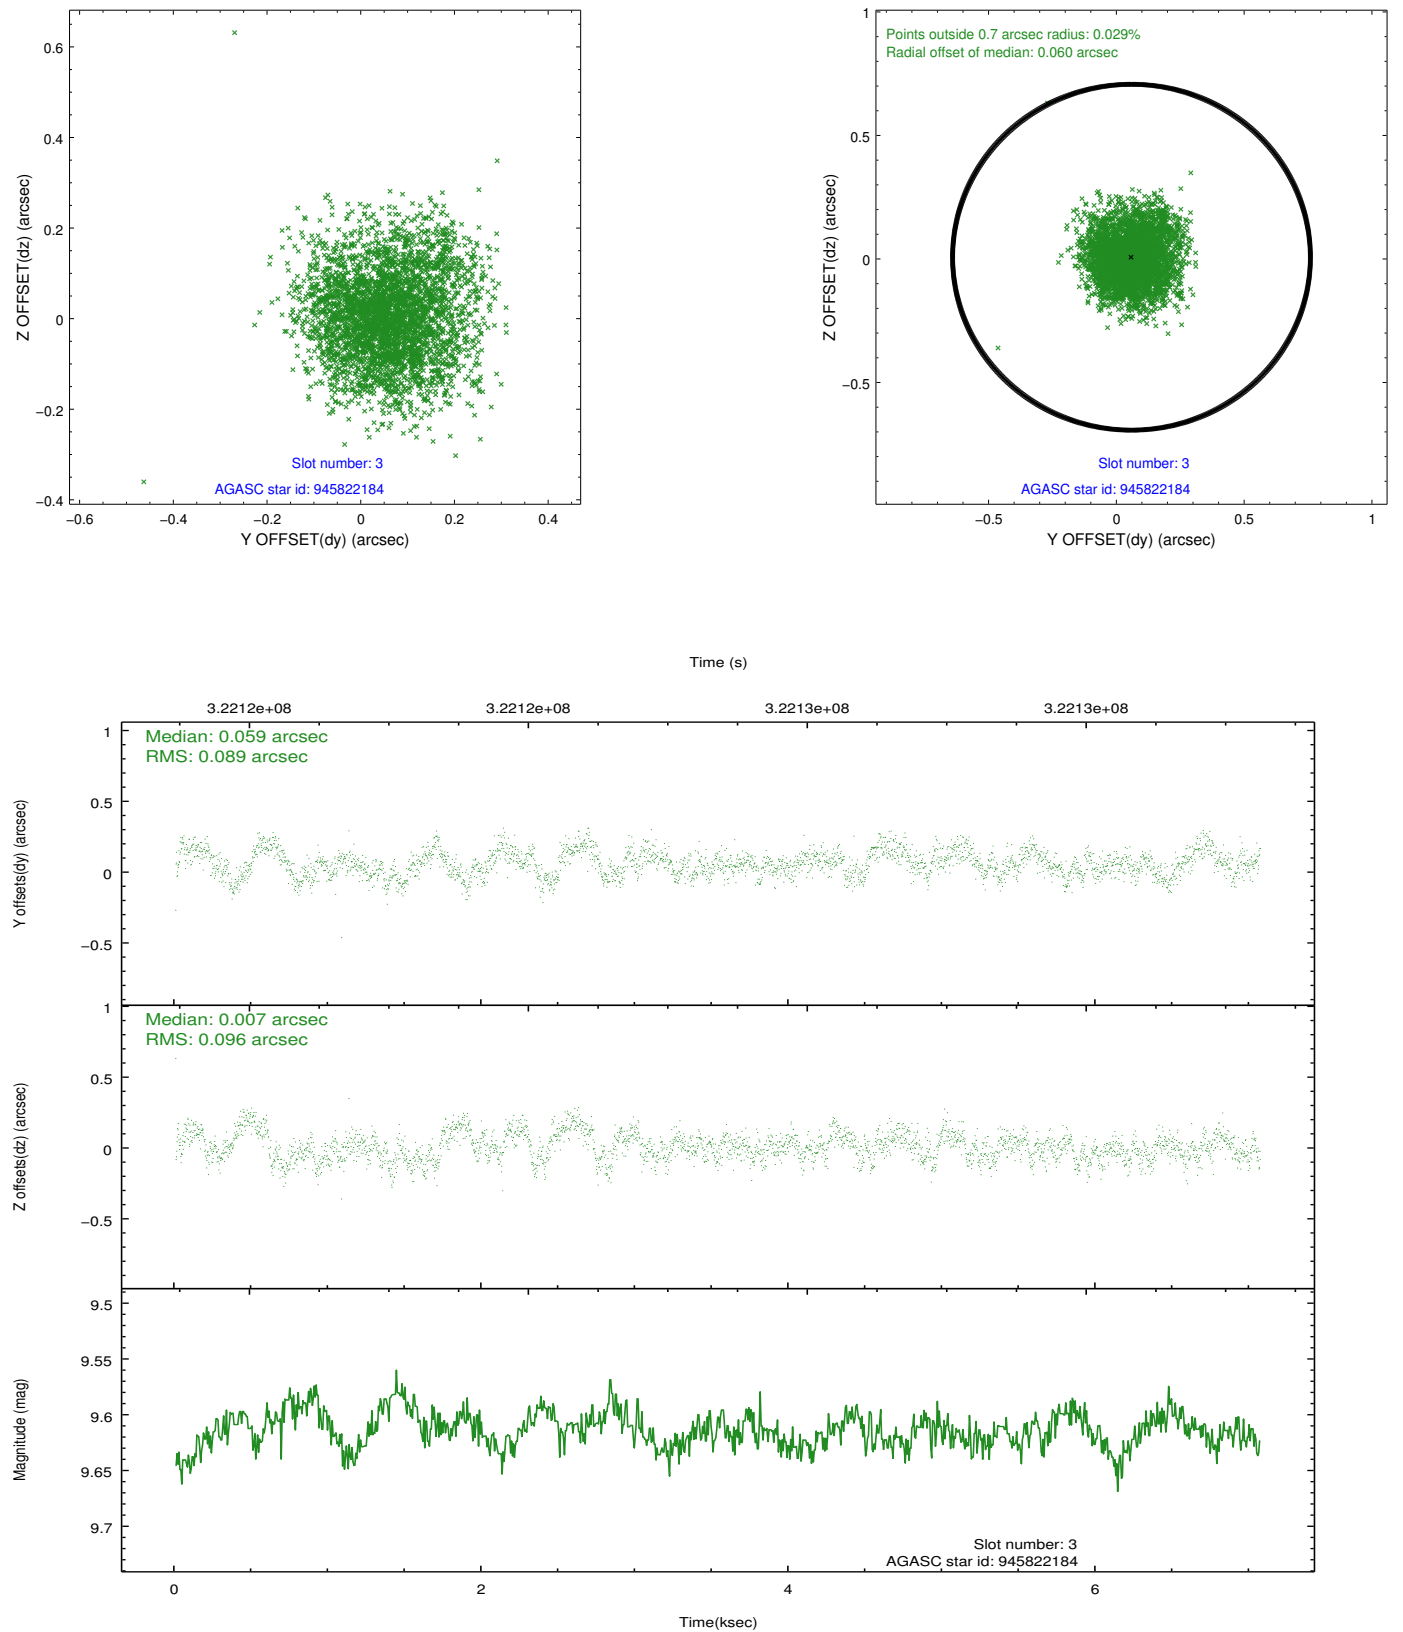 0.6
0.4
0.2
0
−0.2
−0.4
Z OFFSET(dz) (arcsec)
Slot number: 3
AGASC star id: 945822184
−0.6 −0.4 −0.2 0 0.2 0.4
Y OFFSET(dy) (arcsec)
Points outside 0.7 arcsec radius: 0.029%
Radial offset of median: 0.060 arcsec
1
0.5
0
−0.5
Z OFFSET(dz) (arcsec)
Slot number: 3
AGASC star id: 945822184
−0.5 0 0.5 1
Y OFFSET(dy) (arcsec)
Time (s)
3.2212e+08 3.2212e+08 3.2213e+08 3.2213e+08
Median: 0.059 arcsec
RMS: 0.089 arcsec
1
0.5
0
−0.5
Y offsets(dy) (arcsec)
Median: 0.007 arcsec
RMS: 0.096 arcsec
1
0.5
0
−0.5
Z offsets(dz) (arcsec)
9.5
9.55
9.6
9.65
9.7
Magnitude (mag)
Slot number: 3
AGASC star id: 945822184
0 2 4 6
Time(ksec)